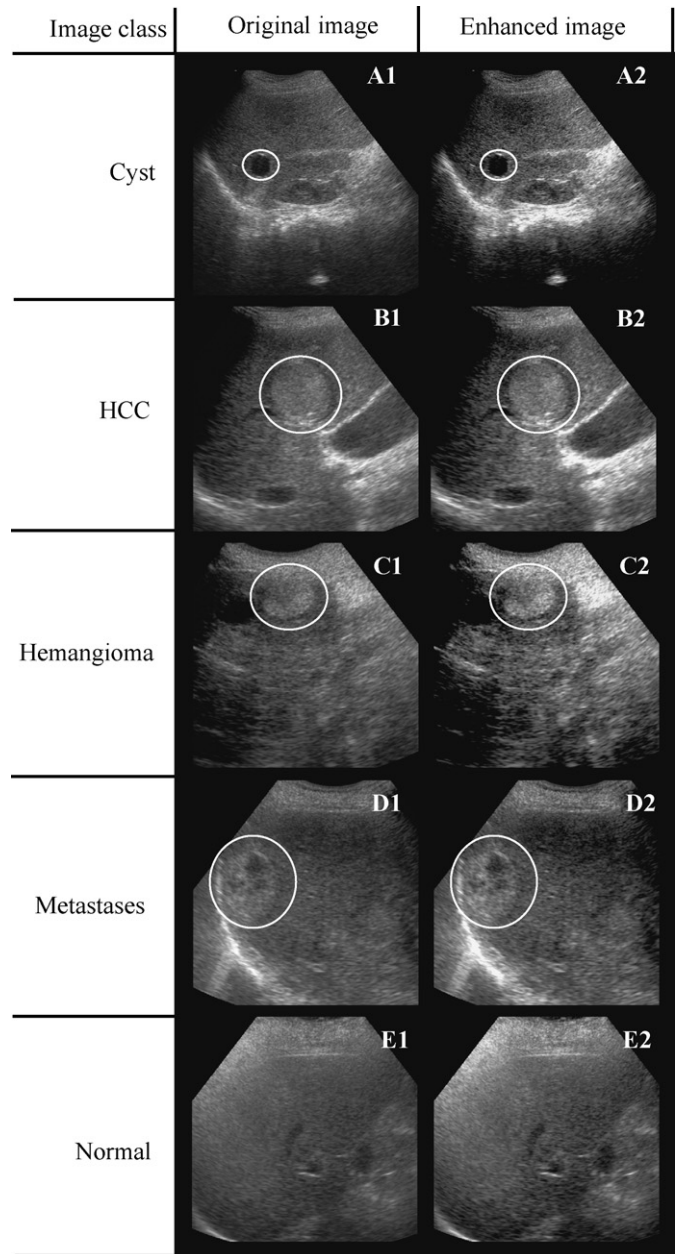 Image class Original image Enhanced image
A1 A2
Cyst
B1 B2
HCC
C1 C2
Hemangioma
D1 D2
Metastases
E1 E2
Normal